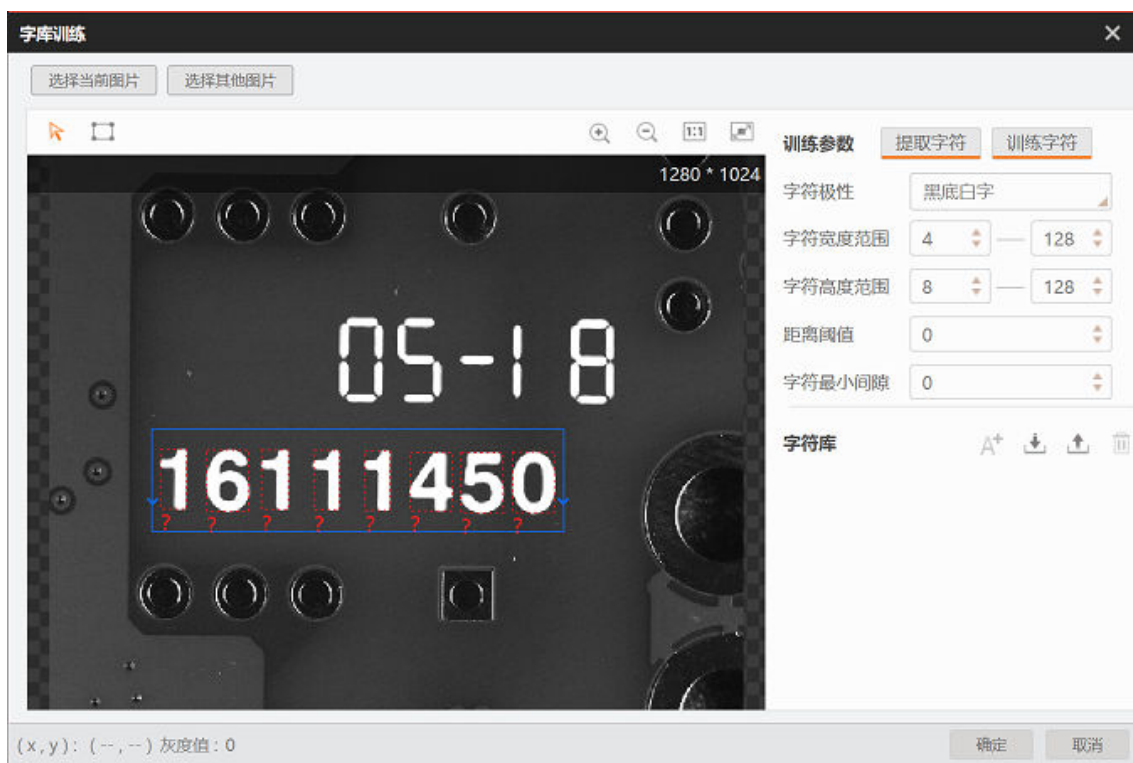 字库训练
选择当前图片 选择其他图片
1:1
1280 * 1024
训练参数 提取字符 训练字符
字符极性 黑底白字
字符宽度范围 4 — 128
字符高度范围 8 — 128
距离阈值 0
字符最小间隙 0
字符库 A+
05-18
16111450
? ? ? ? ? ? ? ?
(x,y): (--,--) 灰度值: 0
确定 取消